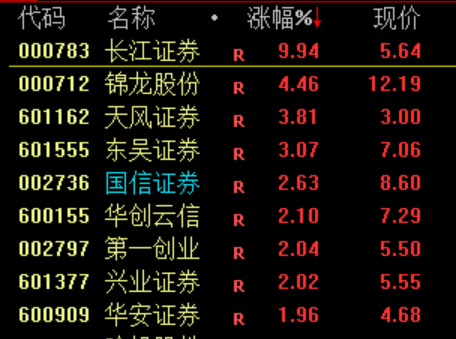 代码 名称 • 涨幅%↓ 现价
000783 长江证券 R 9.94 5.64
000712 锦龙股份 R 4.46 12.19
601162 天风证券 R 3.81 3.00
601555 东吴证券 R 3.07 7.06
002736 国信证券 R 2.63 8.60
600155 华创云信 R 2.10 7.29
002797 第一创业 R 2.04 5.50
601377 兴业证券 R 2.02 5.55
600909 华安证券 R 1.96 4.68